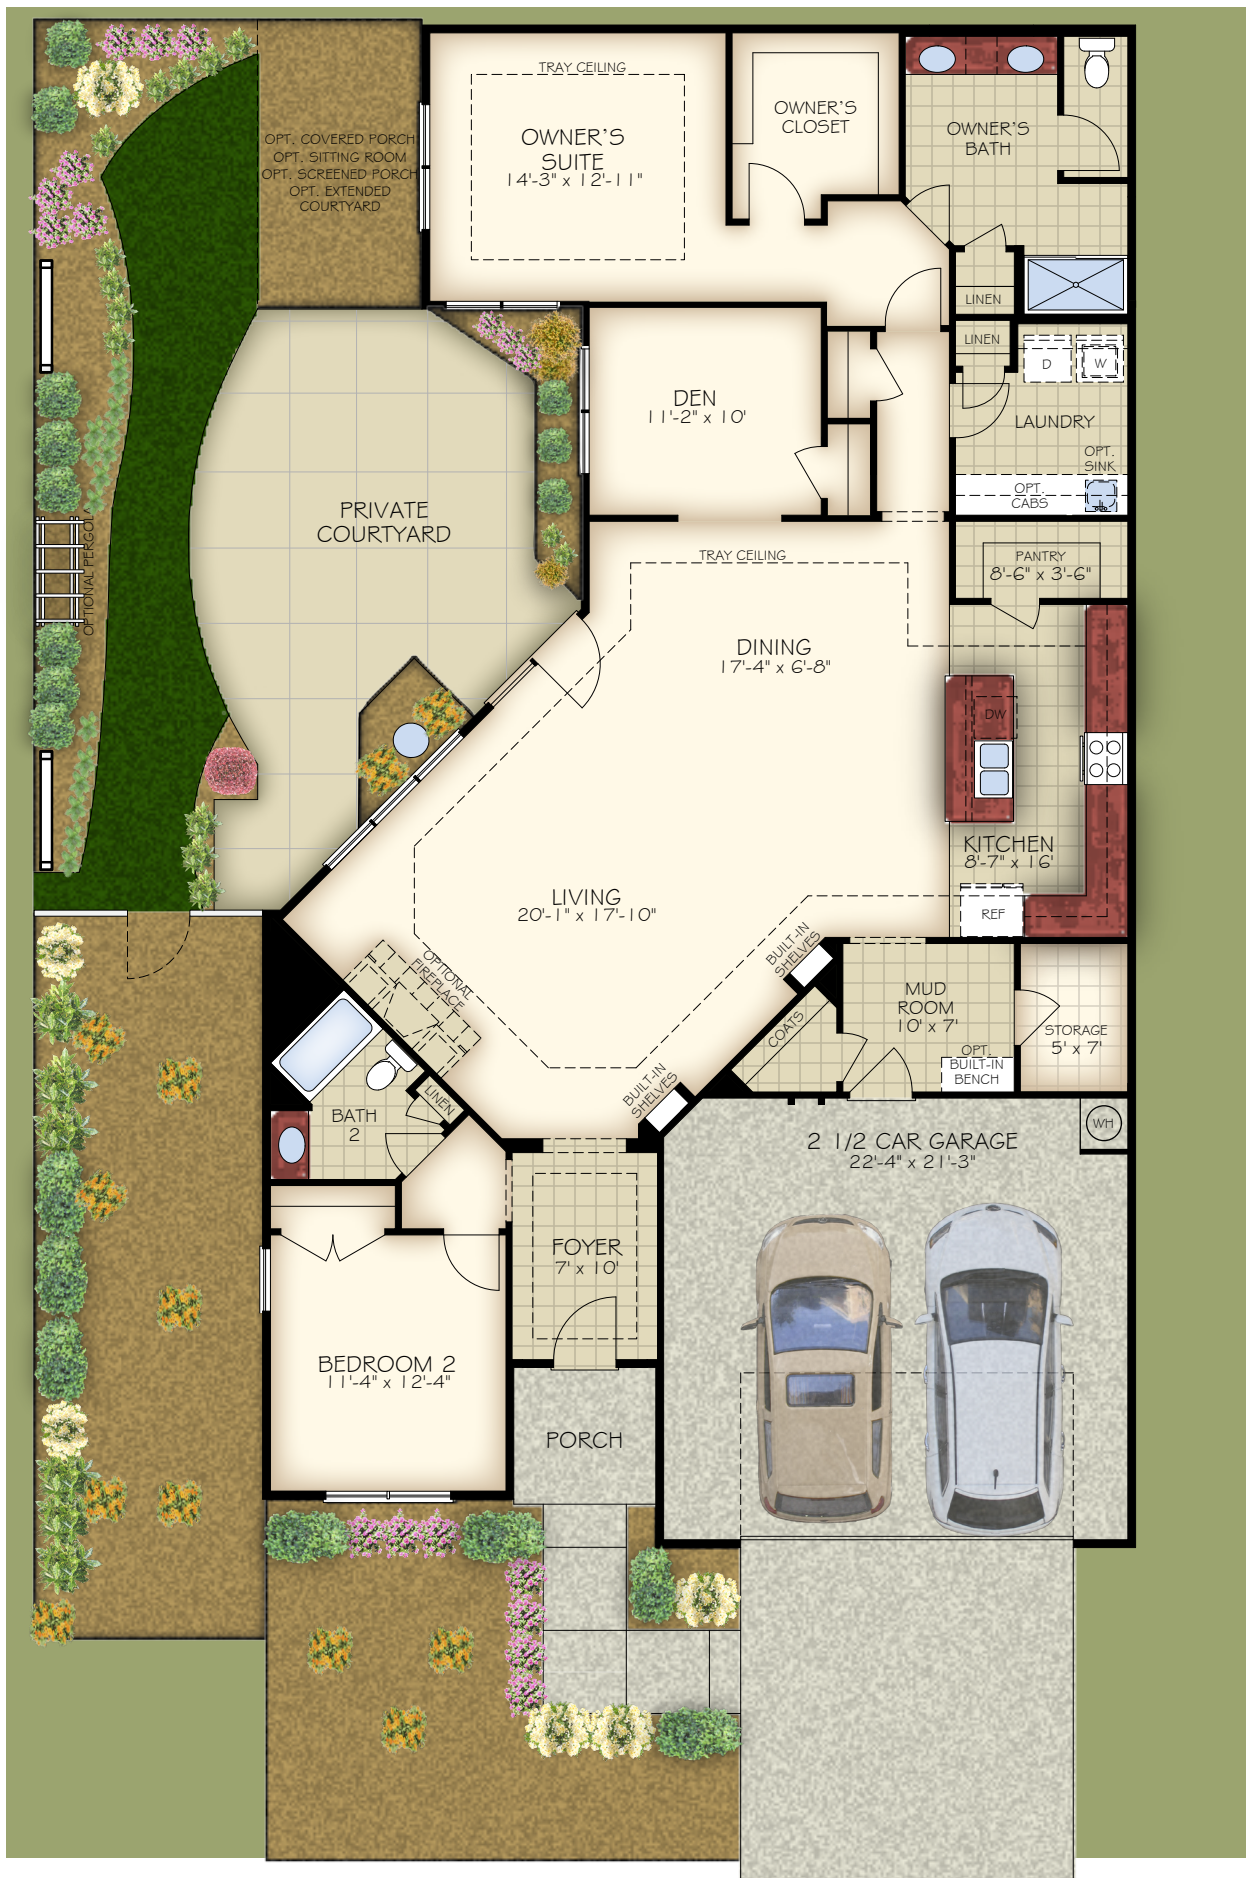 TRAY CEILING
OWNER'S
SUITE
14'-3" x 12'-11"
OWNER'S
CLOSET
OWNER'S
BATH
OPT. COVERED PORCH
OPT. SITTING ROOM
OPT. SCREENED PORCH
OPT. EXTENDED
COURTYARD
LINEN
LINEN
D
W
DEN
11'-2" x 10'
LAUNDRY
OPT.
SINK
OPT.
CABS
PRIVATE
COURTYARD
OPTIONAL PERGOLA
TRAY CEILING
PANTRY
8'-6" x 3'-6"
DINING
17'-4" x 6'-8"
DW
KITCHEN
8'-7" x 16'
REF
LIVING
20'-1" x 17'-10"
OPTIONAL
FIREPLACE
BUILT-IN
SHELVES
MUD
ROOM
10' x 7'
COATS
STORAGE
5' x 7'
OPT.
BUILT-IN
BENCH
BUILT-IN
SHELVES
LINEN
BATH
2
2 1/2 CAR GARAGE
22'-4" x 21'-3"
WH
FOYER
7' x 10'
BEDROOM 2
11'-4" x 12'-4"
PORCH